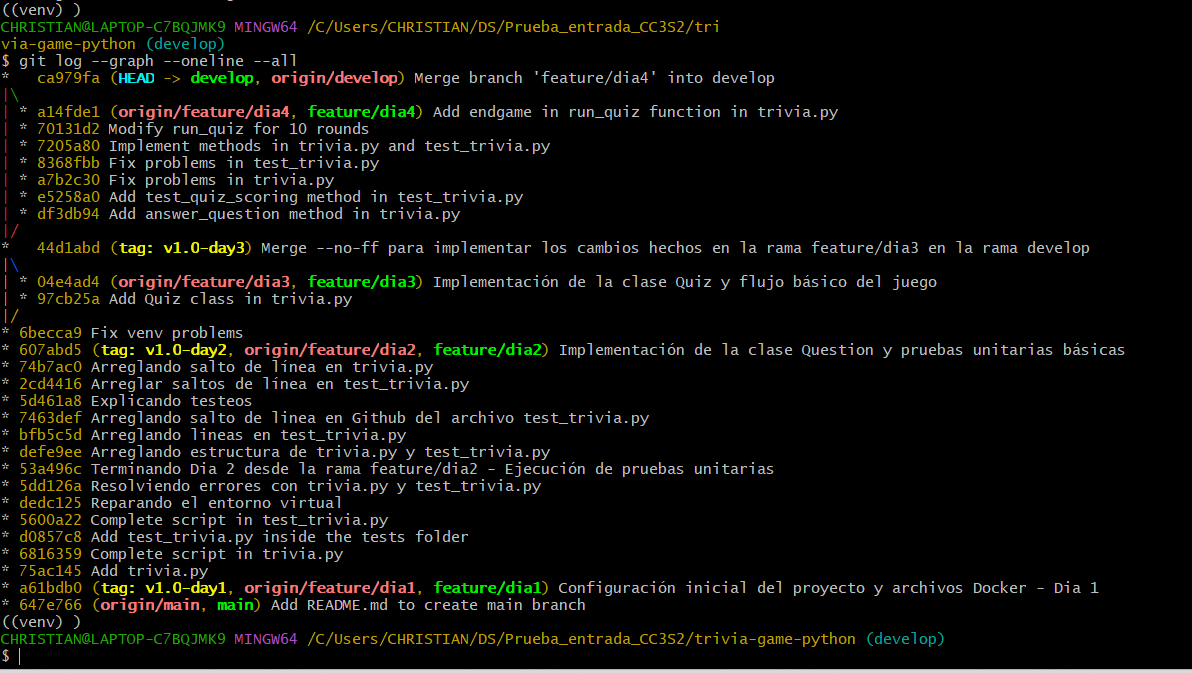 ((venv) )
CHRISTIAN@LAPTOP-C7BQJMK9 MINGW64 /C/Users/CHRISTIAN/DS/Prueba_entrada_CC3S2/tri
via-game-python (develop)
$ git log --graph --oneline --all
*   ca979fa (HEAD -> develop, origin/develop) Merge branch 'feature/dia4' into develop
|\
| * a14fde1 (origin/feature/dia4, feature/dia4) Add endgame in run_quiz function in trivia.py
| * 70131d2 Modify run_quiz for 10 rounds
| * 7205a80 Implement methods in trivia.py and test_trivia.py
| * 8368fbb Fix problems in test_trivia.py
| * a7b2c30 Fix problems in trivia.py
| * e5258a0 Add test_quiz_scoring method in test_trivia.py
| * df3db94 Add answer_question method in trivia.py
|/
*   44d1abd (tag: v1.0-day3) Merge --no-ff para implementar los cambios hechos en la rama feature/dia3 en la rama develop
|\
| * 04e4ad4 (origin/feature/dia3, feature/dia3) Implementación de la clase Quiz y flujo básico del juego
| * 97cb25a Add Quiz class in trivia.py
|/
* 6becca9 Fix venv problems
* 607abd5 (tag: v1.0-day2, origin/feature/dia2, feature/dia2) Implementación de la clase Question y pruebas unitarias básicas
* 74b7ac0 Arreglando salto de línea en trivia.py
* 2cd4416 Arreglar saltos de línea en test_trivia.py
* 5d461a8 Explicando testeos
* 7463def Arreglando salto de linea en Github del archivo test_trivia.py
* bfb5c5d Arreglando lineas en test_trivia.py
* defe9ee Arreglando estructura de trivia.py y test_trivia.py
* 53a496c Terminando Dia 2 desde la rama feature/dia2 - Ejecución de pruebas unitarias
* 5dd126a Resolviendo errores con trivia.py y test_trivia.py
* dedc125 Reparando el entorno virtual
* 5600a22 Complete script in test_trivia.py
* d0857c8 Add test_trivia.py inside the tests folder
* 6816359 Complete script in trivia.py
* 75ac145 Add trivia.py
* a61bdb0 (tag: v1.0-day1, origin/feature/dia1, feature/dia1) Configuración inicial del proyecto y archivos Docker - Dia 1
* 647e766 (origin/main, main) Add README.md to create main branch
((venv) )
CHRISTIAN@LAPTOP-C7BQJMK9 MINGW64 /C/Users/CHRISTIAN/DS/Prueba_entrada_CC3S2/trivia-game-python (develop)
$